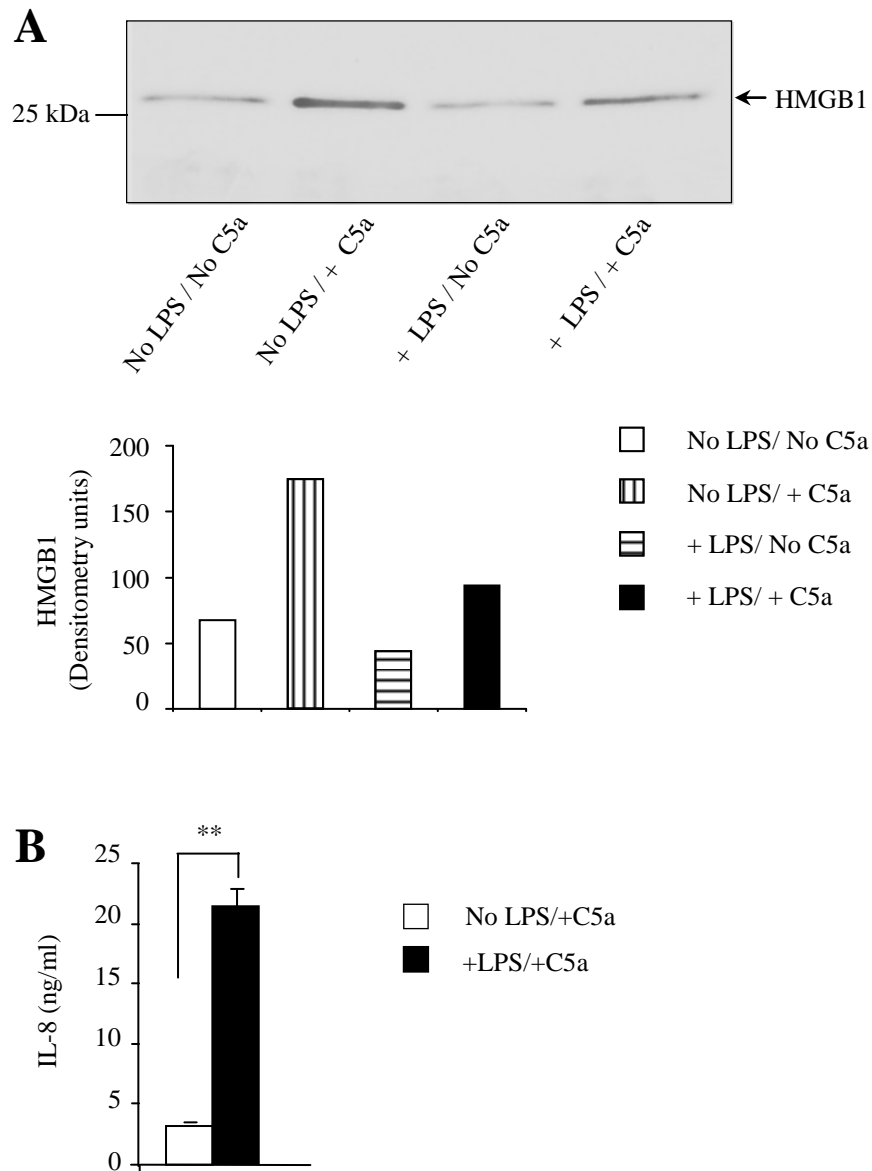 A
25 kDa
HMGB1
No LPS / No C5a
No LPS / + C5a
+ LPS / No C5a
+ LPS / + C5a
HMGB1
(Densitometry units)
200
150
100
50
0
No LPS/ No C5a
No LPS/ + C5a
+ LPS/ No C5a
+ LPS/ + C5a
B
**
IL-8 (ng/ml)
25
20
15
10
5
0
No LPS/+C5a
+LPS/+C5a